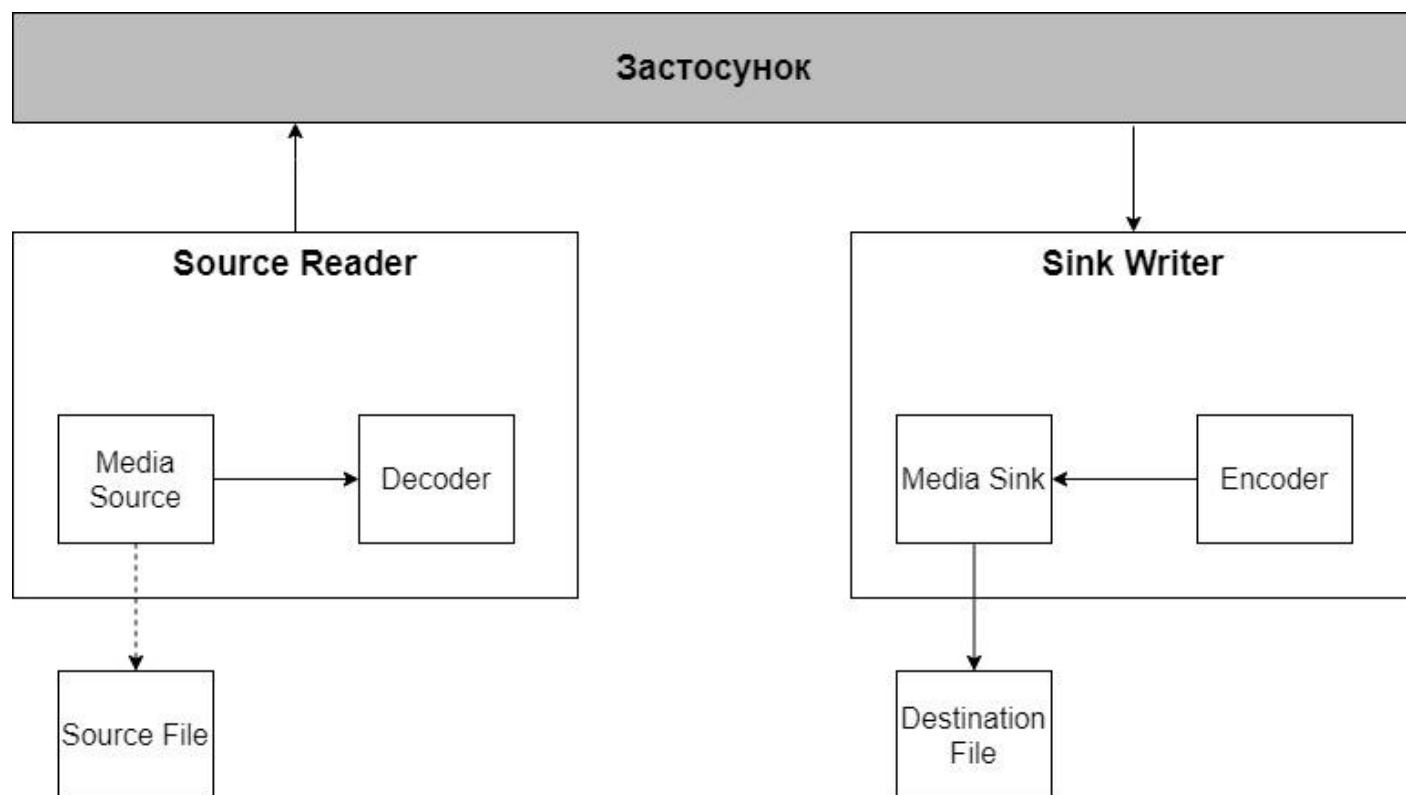 Застосунок
Source Reader
Sink Writer
Media
Source
Decoder
Media Sink
Encoder
Source File
Destination
File